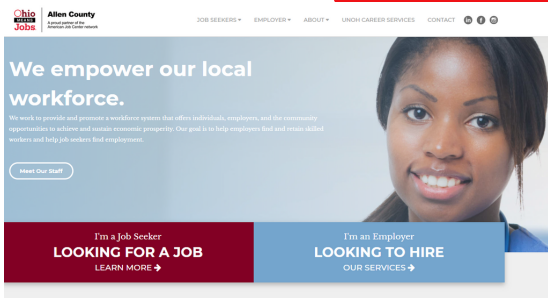 Ohio
MEANS
Jobs
Allen County
A proud partner of the
American Job Center network
JOB SEEKERS
EMPLOYER
ABOUT
UNOH CAREER SERVICES
CONTACT
in
f
We empower our local
workforce.
We work to provide and promote a workforce system that offers individuals, employers, and the community
opportunities to achieve and sustain economic prosperity. Our goal is to help employers find and retain skilled
workers and help job seekers find employment.
Meet Our Staff
I'm a Job Seeker
LOOKING FOR A JOB
LEARN MORE →
I'm an Employer
LOOKING TO HIRE
OUR SERVICES →